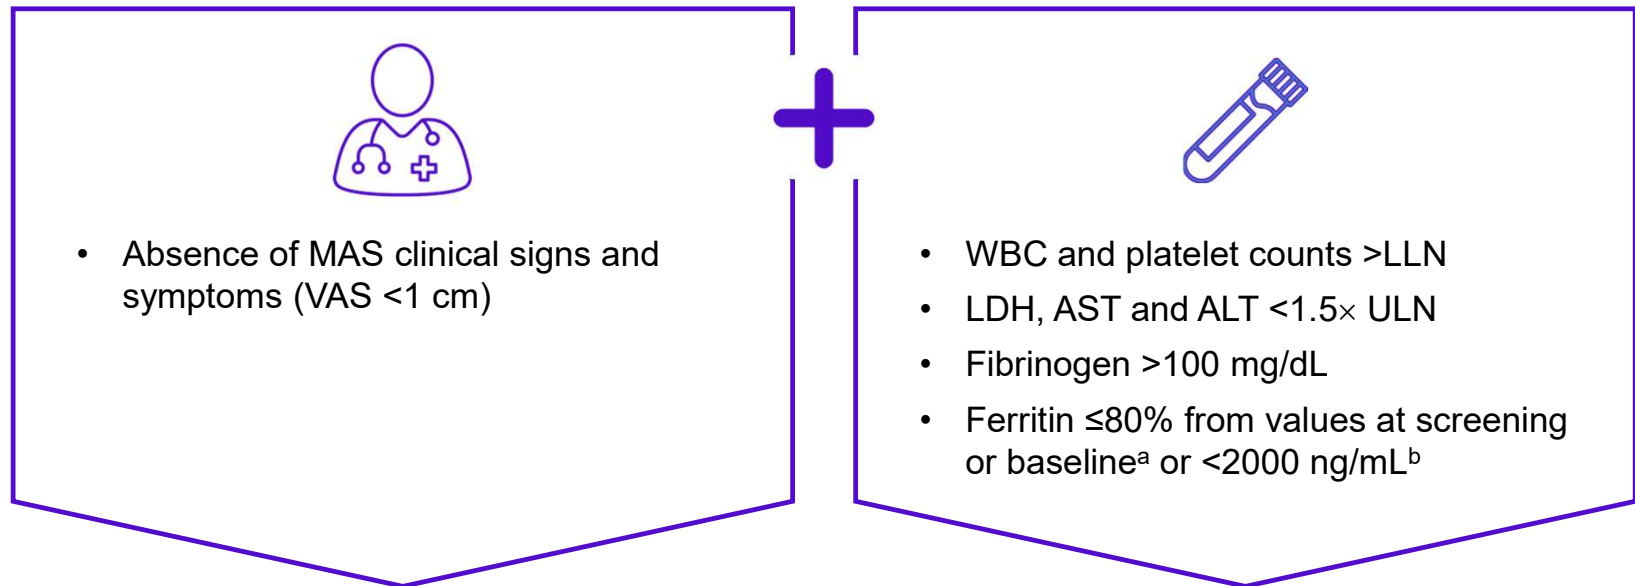 • Absence of MAS clinical signs and
symptoms (VAS <1 cm)
• WBC and platelet counts >LLN
• LDH, AST and ALT <1.5× ULN
• Fibrinogen >100 mg/dL
• Ferritin ≤80% from values at screening
or baselineᵃ or <2000 ng/mLᵇ